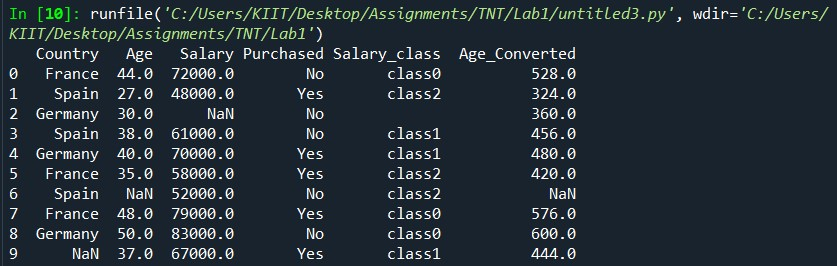 In [10]: runfile('C:/Users/KIIT/Desktop/Assignments/TNT/Lab1/untitled3.py', wdir='C:/Users/
KIIT/Desktop/Assignments/TNT/Lab1')
   Country   Age   Salary Purchased Salary_class  Age_Converted
0   France  44.0  72000.0        No       class0          528.0
1    Spain  27.0  48000.0       Yes       class2          324.0
2  Germany  30.0      NaN        No                       360.0
3    Spain  38.0  61000.0        No       class1          456.0
4  Germany  40.0  70000.0       Yes       class1          480.0
5   France  35.0  58000.0       Yes       class2          420.0
6    Spain   NaN  52000.0        No       class2            NaN
7   France  48.0  79000.0       Yes       class0          576.0
8  Germany  50.0  83000.0        No       class0          600.0
9      NaN  37.0  67000.0       Yes       class1          444.0